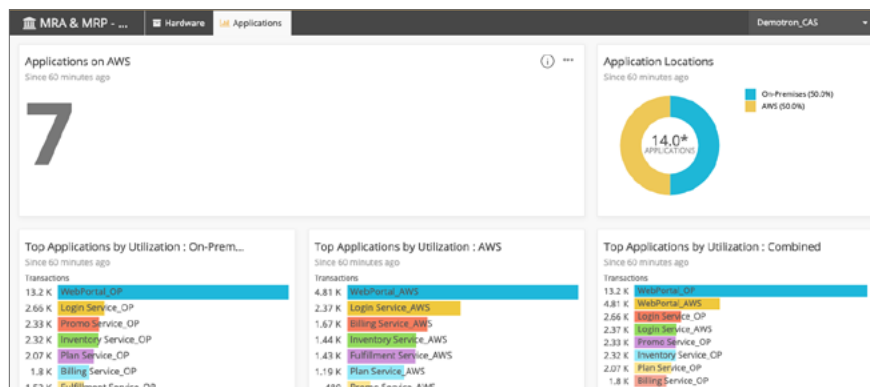 MRA & MRP - ...
Hardware
Applications
Demotron_CAS
Applications on AWS
Since 60 minutes ago
7
Application Locations
Since 60 minutes ago
14.0*
APPLICATIONS
On-Premises (50.0%)
AWS (50.0%)
Top Applications by Utilization : On-Prem...
Since 60 minutes ago
Transactions
13.2 K WebPortal_OP
2.66 K Login Service_OP
2.33 K Promo Service_OP
2.32 K Inventory Service_OP
2.07 K Plan Service_OP
1.8 K Billing Service_OP
1.52 K Fulfillment Service_OP
Top Applications by Utilization : AWS
Since 60 minutes ago
Transactions
4.81 K WebPortal_AWS
2.37 K Login Service_AWS
1.67 K Billing Service_AWS
1.44 K Inventory Service_AWS
1.43 K Fulfillment Service_AWS
1.19 K Plan Service_AWS
Promo Service_AWS
Top Applications by Utilization : Combined
Since 60 minutes ago
Transactions
13.2 K WebPortal_OP
4.81 K WebPortal_AWS
2.66 K Login Service_OP
2.37 K Login Service_AWS
2.33 K Promo Service_OP
2.32 K Inventory Service_OP
2.07 K Plan Service_OP
1.8 K Billing Service_OP